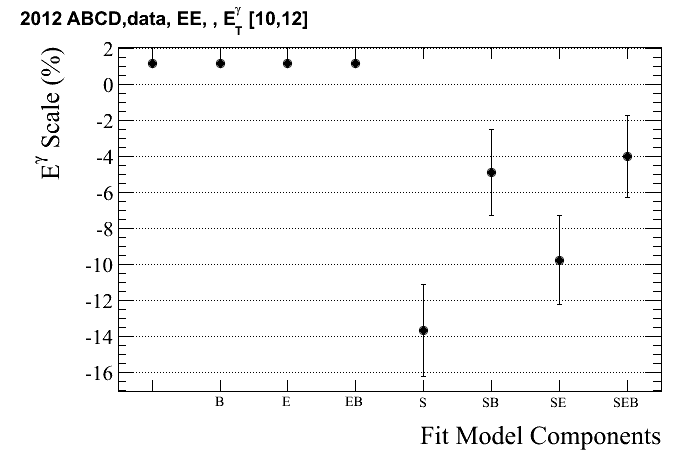 2012 ABCD,data, EE, , E_T^γ [10,12]
E^γ Scale (%)
2
0
-2
-4
-6
-8
-10
-12
-14
-16
B E EB S SB SE SEB
Fit Model Components